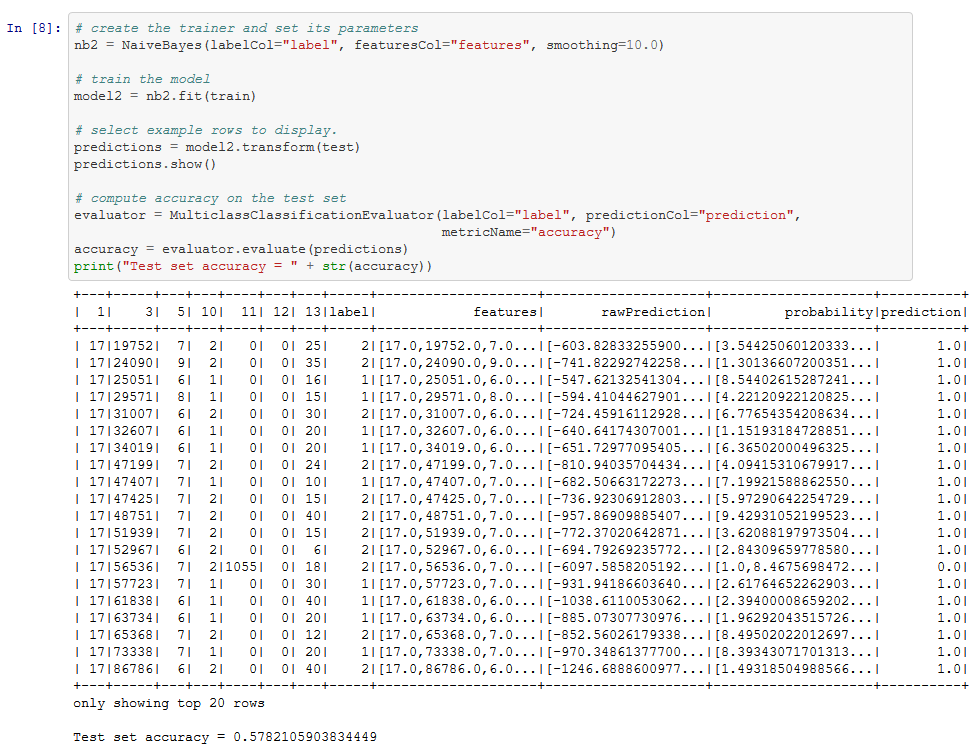 In [8]: # create the trainer and set its parameters
nb2 = NaiveBayes(labelCol="label", featuresCol="features", smoothing=10.0)
# train the model
model2 = nb2.fit(train)
# select example rows to display.
predictions = model2.transform(test)
predictions.show()
# compute accuracy on the test set
evaluator = MulticlassClassificationEvaluator(labelCol="label", predictionCol="prediction",
metricName="accuracy")
accuracy = evaluator.evaluate(predictions)
print("Test set accuracy = " + str(accuracy))
+---+-----+---+---+----+---+---+-----+--------------------+--------------------+--------------------+----------+
|  1|    3|  5| 10|  11| 12| 13|label|            features|       rawPrediction|         probability|prediction|
+---+-----+---+---+----+---+---+-----+--------------------+--------------------+--------------------+----------+
| 17|19752|  7|  2|   0|  0| 25|    2|[17.0,19752.0,7.0...|[-603.82833255900...|[3.54425060120333...|       1.0|
| 17|24090|  9|  2|   0|  0| 35|    2|[17.0,24090.0,9.0...|[-741.82292742258...|[1.30136607200351...|       1.0|
| 17|25051|  6|  1|   0|  0| 16|    1|[17.0,25051.0,6.0...|[-547.62132541304...|[8.54402615287241...|       1.0|
| 17|29571|  8|  1|   0|  0| 15|    1|[17.0,29571.0,8.0...|[-594.41044627901...|[4.22120922120825...|       1.0|
| 17|31007|  6|  2|   0|  0| 30|    2|[17.0,31007.0,6.0...|[-724.45916112928...|[6.77654354208634...|       1.0|
| 17|32607|  6|  1|   0|  0| 20|    1|[17.0,32607.0,6.0...|[-640.64174307001...|[1.15193184728851...|       1.0|
| 17|34019|  6|  1|   0|  0| 20|    1|[17.0,34019.0,6.0...|[-651.72977095405...|[6.36502000496325...|       1.0|
| 17|47199|  7|  2|   0|  0| 24|    2|[17.0,47199.0,7.0...|[-810.94035704434...|[4.09415310679917...|       1.0|
| 17|47407|  7|  1|   0|  0| 10|    1|[17.0,47407.0,7.0...|[-682.50663172273...|[7.19921588862550...|       1.0|
| 17|47425|  7|  2|   0|  0| 15|    2|[17.0,47425.0,7.0...|[-736.92306912803...|[5.97290642254729...|       1.0|
| 17|48751|  7|  2|   0|  0| 40|    2|[17.0,48751.0,7.0...|[-957.86909885407...|[9.42931052199523...|       1.0|
| 17|51939|  7|  2|   0|  0| 15|    2|[17.0,51939.0,7.0...|[-772.37020642871...|[3.62088197973504...|       1.0|
| 17|52967|  6|  2|   0|  0|  6|    2|[17.0,52967.0,6.0...|[-694.79269235772...|[2.84309659778580...|       1.0|
| 17|56536|  7|  2|1055|  0| 18|    2|[17.0,56536.0,7.0...|[-6097.5858205192...|[1.0,8.4675698472...|       0.0|
| 17|57723|  7|  1|   0|  0| 30|    1|[17.0,57723.0,7.0...|[-931.94186603640...|[2.61764652262903...|       1.0|
| 17|61838|  6|  1|   0|  0| 40|    1|[17.0,61838.0,6.0...|[-1038.6110053062...|[2.39400008659202...|       1.0|
| 17|63734|  6|  1|   0|  0| 20|    1|[17.0,63734.0,6.0...|[-885.07307730976...|[1.96292043515726...|       1.0|
| 17|65368|  7|  2|   0|  0| 12|    2|[17.0,65368.0,7.0...|[-852.56026179338...|[8.49502022012697...|       1.0|
| 17|73338|  7|  1|   0|  0| 20|    1|[17.0,73338.0,7.0...|[-970.34861377700...|[8.39343071701313...|       1.0|
| 17|86786|  6|  2|   0|  0| 40|    2|[17.0,86786.0,6.0...|[-1246.6888600977...|[1.49318504988566...|       1.0|
+---+-----+---+---+----+---+---+-----+--------------------+--------------------+--------------------+----------+
only showing top 20 rows
Test set accuracy = 0.5782105903834449